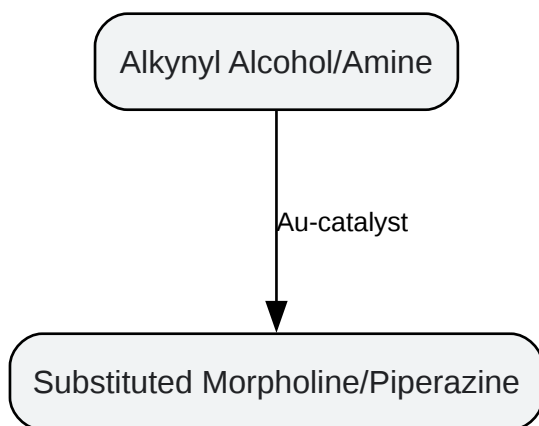 Alkynyl Alcohol/Amine
Au-catalyst
Substituted Morpholine/Piperazine